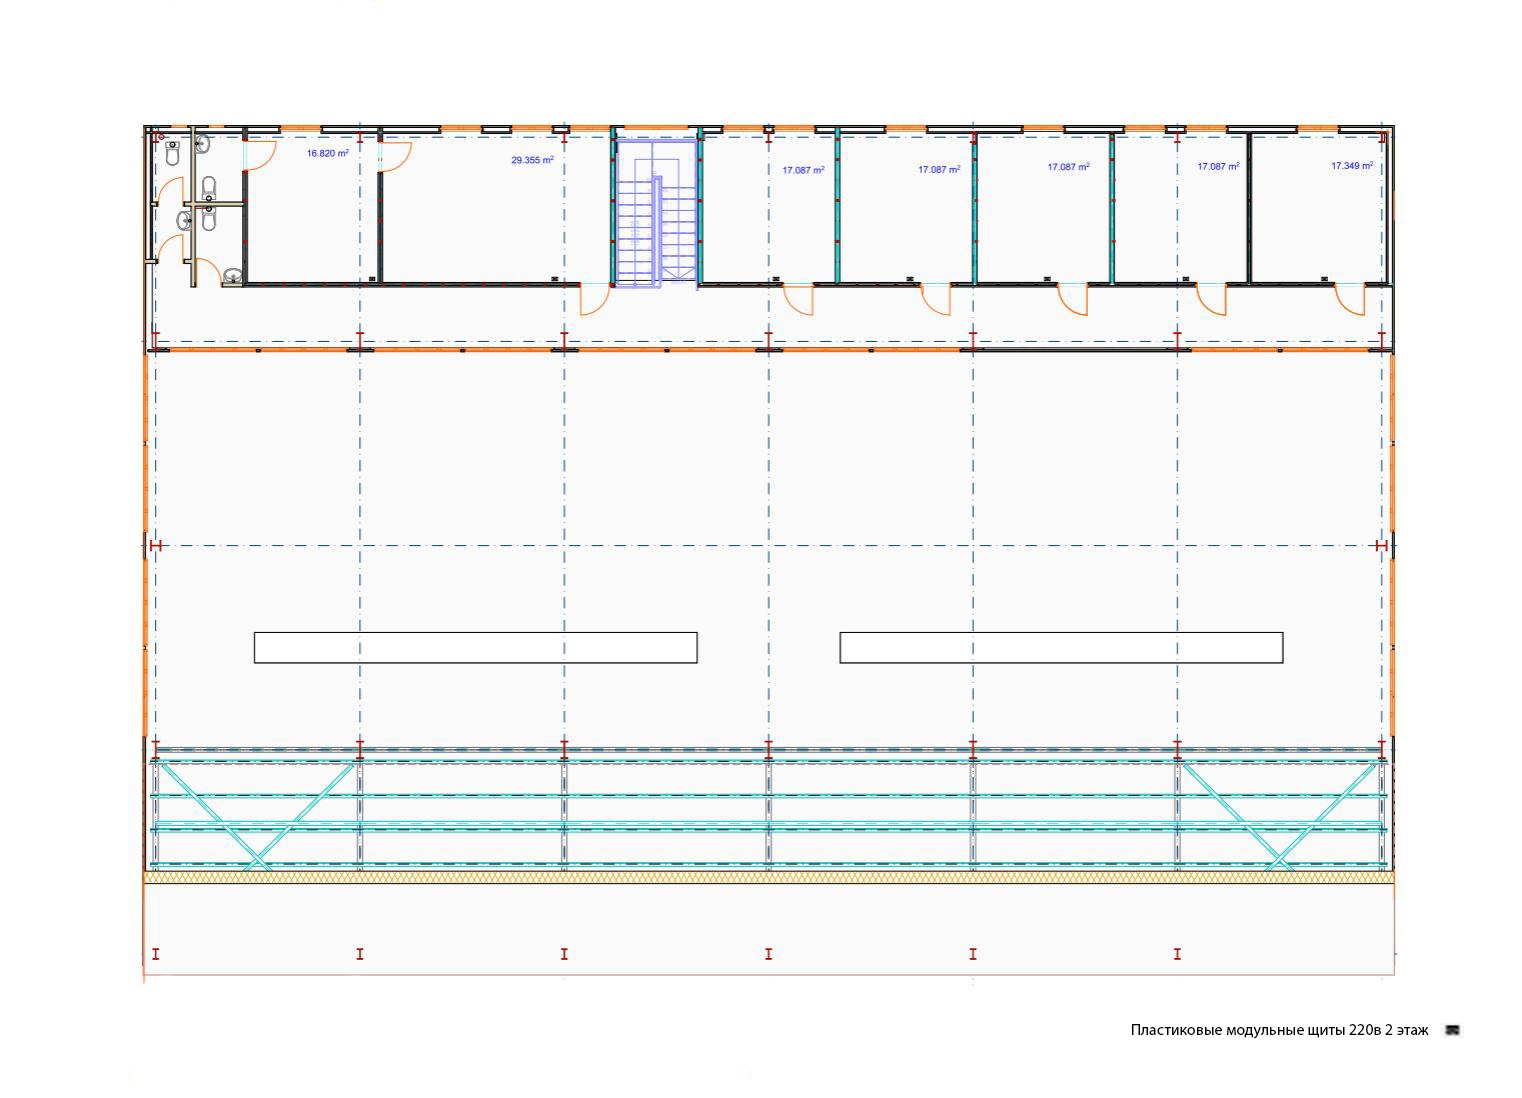 16.820 m²
29.355 m²
17.087 m²
17.087 m²
17.087 m²
17.087 m²
17.349 m²
Пластиковые модульные щиты 220в 2 этаж